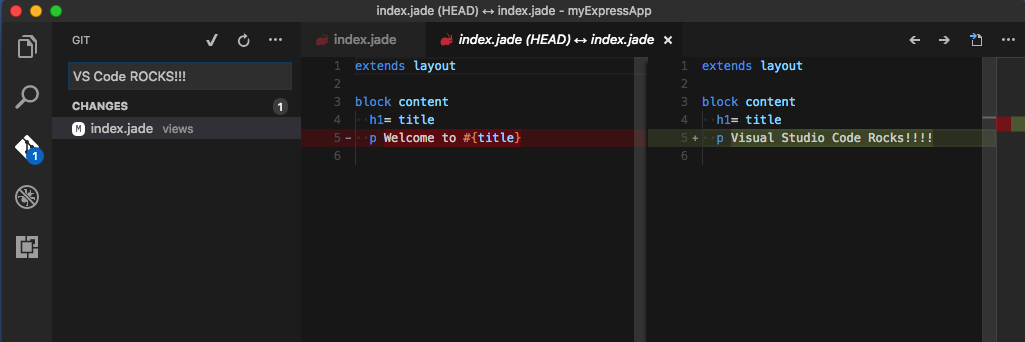 index.jade (HEAD) ↔ index.jade - myExpressApp
GIT
VS Code ROCKS!!!
CHANGES 1
M index.jade views
1
index.jade
index.jade (HEAD) ↔ index.jade
1 extends layout
2
3 block content
4 h1= title
5 - p Welcome to #{title}
6
1 extends layout
2
3 block content
4 h1= title
5 + p Visual Studio Code Rocks!!!!
6